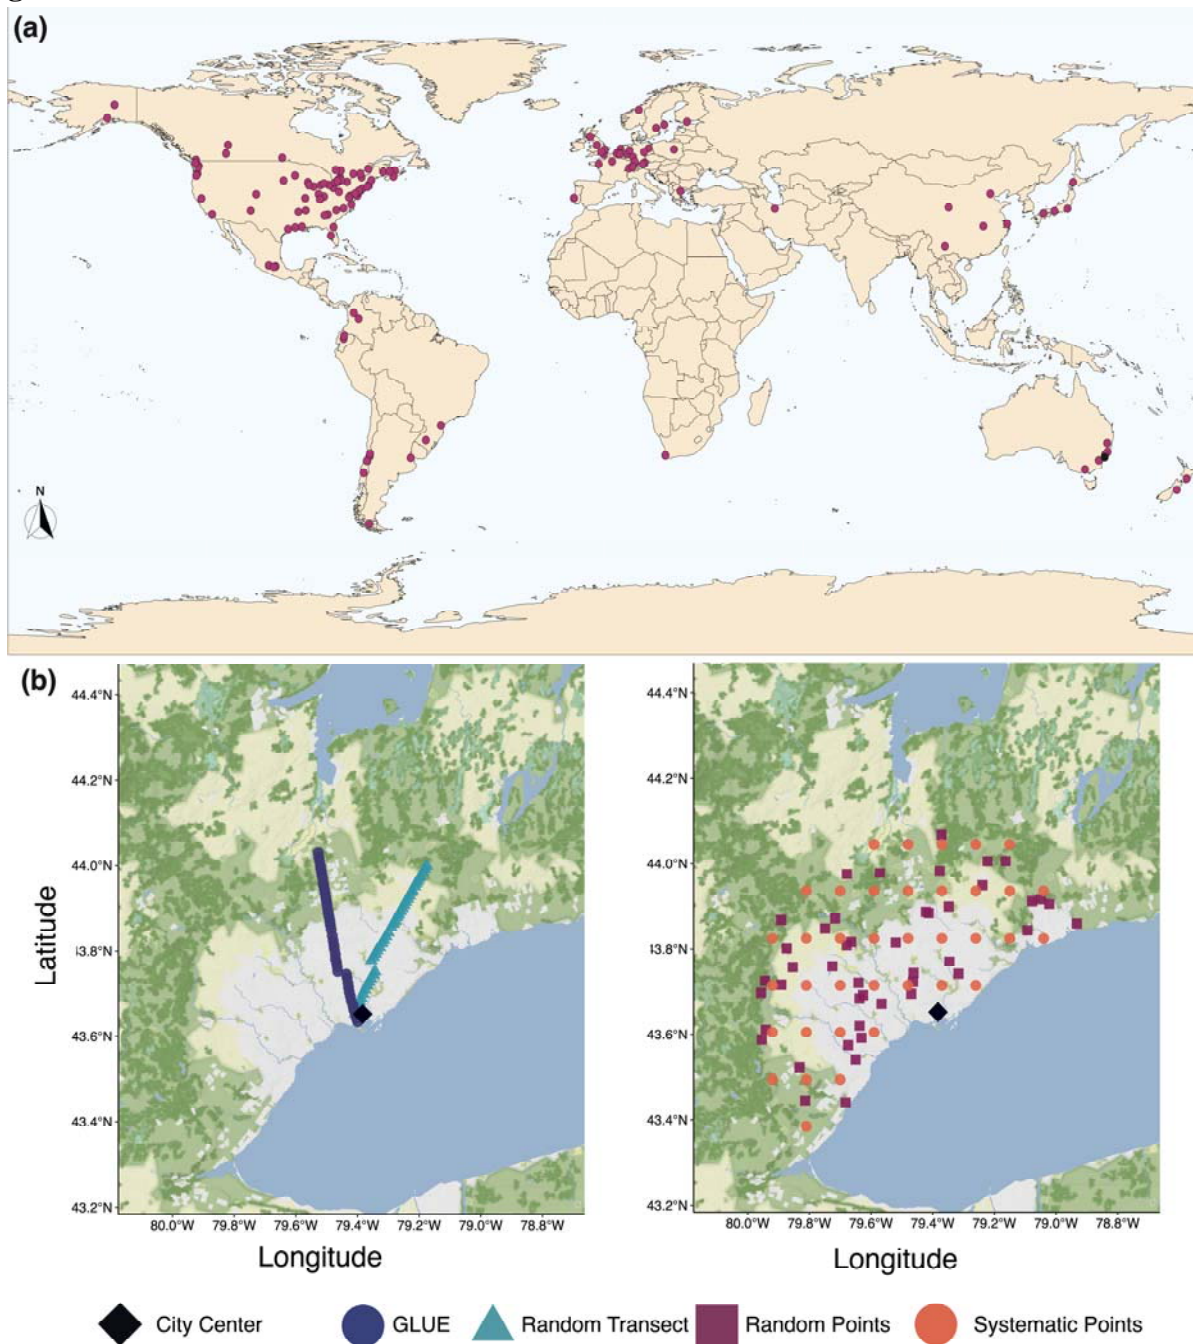 (a)
N
(b)
44.4°N
44.2°N
44.0°N
43.8°N
43.6°N
43.4°N
43.2°N
Latitude
80.0°W 79.8°W 79.6°W 79.4°W 79.2°W 79.0°W 78.8°W
Longitude
44.4°N
44.2°N
44.0°N
43.8°N
43.6°N
43.4°N
43.2°N
80.0°W 79.8°W 79.6°W 79.4°W 79.2°W 79.0°W 78.8°W
Longitude
City Center GLUE Random Transect Random Points Systematic Points